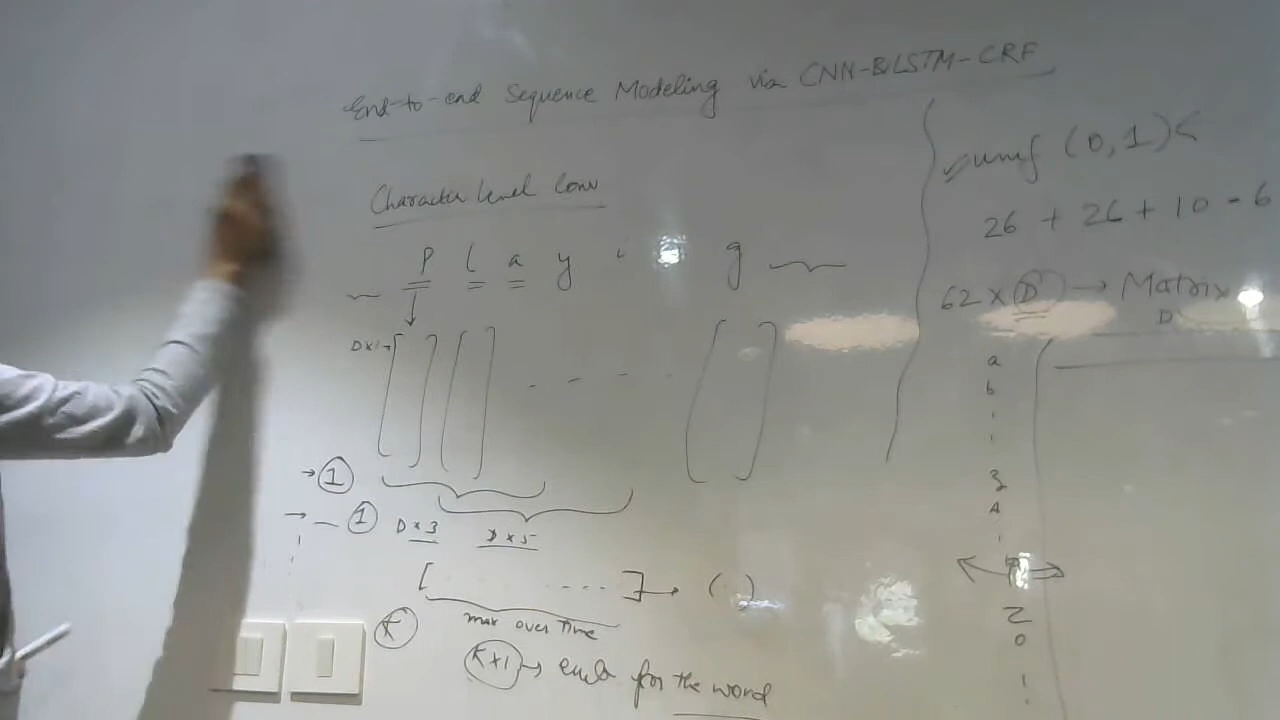 End-to-end Sequence Modeling via CNN-BiLSTM-CRF
Character level Conv
P l a y g
D×1
→ 1
→ — 1 D×3 D×5
[ .... ] → ( . )
K max over Time
K×1 → emb for the word
unif (0,1)
26 + 26 + 10 = 6
62 × D → Matrix
D
a
b
z
A
Z
0